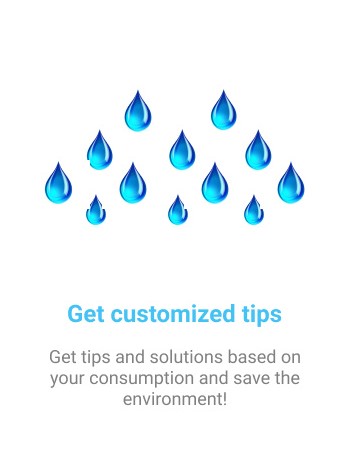 Get customized tips
Get tips and solutions based on
your consumption and save the
environment!